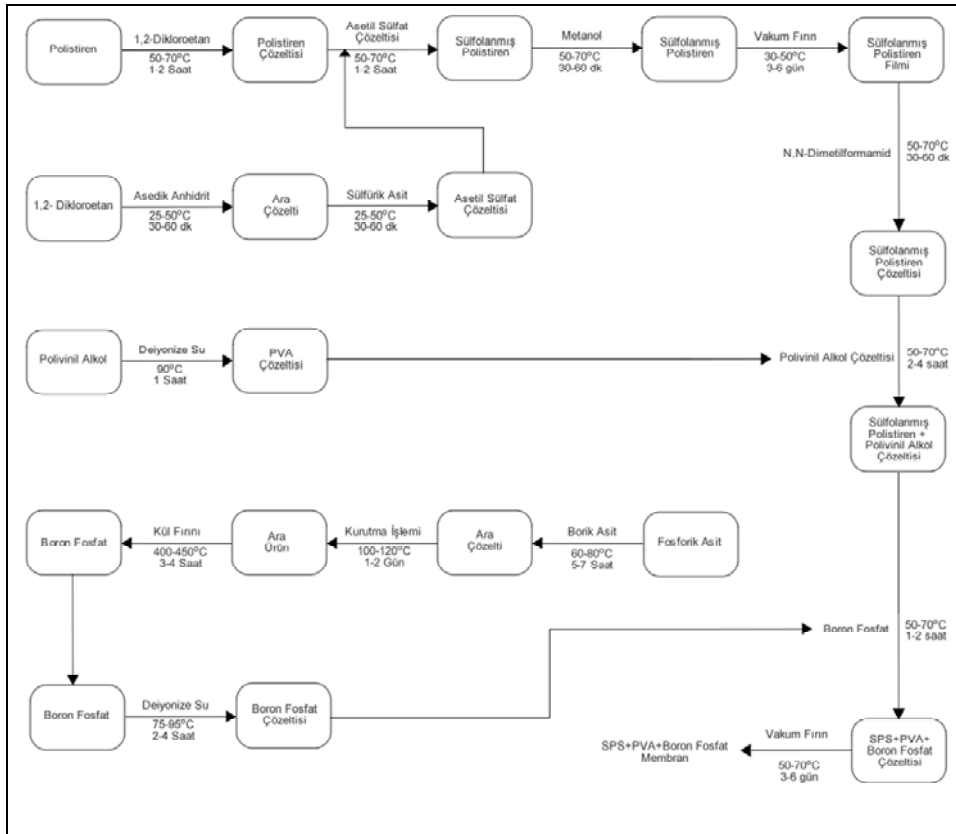 Polistiren
1,2-Dikloroetan
50-70°C
1-2 Saat
Polistiren
Çözeltisi
Asetil Sülfat
Çözeltisi
50-70°C
1-2 Saat
Sülfolanmış
Polistiren
Metanol
50-70°C
30-60 dk
Sülfolanmış
Polistiren
Vakum Fırın
30-50°C
3-6 gün
Sülfolanmış
Polistiren
Filmi
N,N-Dimetilformamid
50-70°C
30-60 dk
1,2- Dikloroetan
Asedik Anhidrit
25-50°C
30-60 dk
Ara
Çözelti
Sülfürik Asit
25-50°C
30-60 dk
Asetil Sülfat
Çözeltisi
Sülfolanmış
Polistiren
Çözeltisi
Polivinil Alkol
Deiyonize Su
90°C
1 Saat
PVA
Çözeltisi
Polivinil Alkol Çözeltisi
50-70°C
2-4 saat
Sülfolanmış
Polistiren +
Polivinil Alkol
Çözeltisi
Boron Fosfat
Kül Fırını
400-450°C
3-4 Saat
Ara
Ürün
Kurutma İşlemi
100-120°C
1-2 Gün
Ara
Çözelti
Borik Asit
60-80°C
5-7 Saat
Fosforik Asit
Boron Fosfat
50-70°C
1-2 saat
Boron Fosfat
Deiyonize Su
75-95°C
2-4 Saat
Boron Fosfat
Çözeltisi
SPS+PVA+Boron Fosfat
Membran
Vakum Fırın
50-70°C
3-6 gün
SPS+PVA+
Boron Fosfat
Çözeltisi